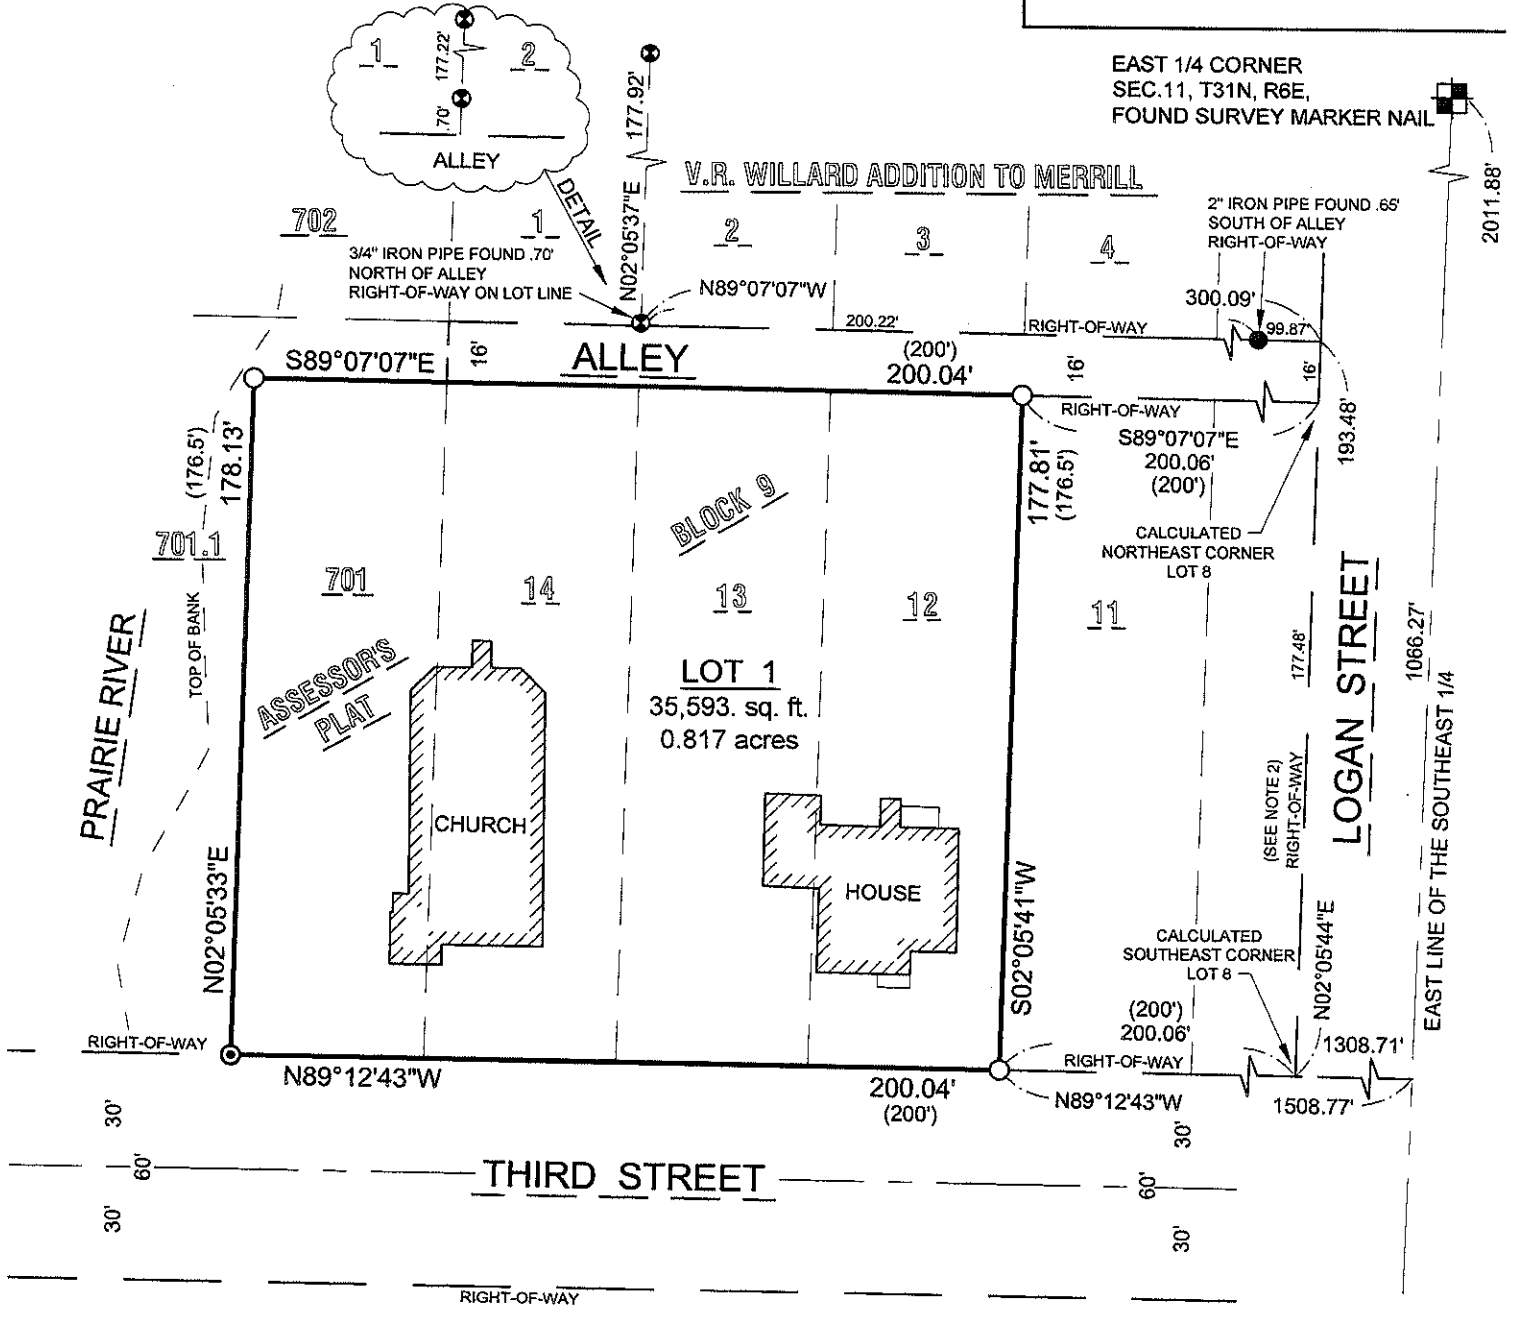 1
177.22'
2
.70'
ALLEY
177.92'
EAST 1/4 CORNER
SEC.11, T31N, R6E,
FOUND SURVEY MARKER NAIL
2011.88'
V.R. WILLARD ADDITION TO MERRILL
DETAIL
702
1
2
3
4
2" IRON PIPE FOUND .65'
SOUTH OF ALLEY
RIGHT-OF-WAY
3/4" IRON PIPE FOUND .70'
NORTH OF ALLEY
RIGHT-OF-WAY ON LOT LINE
N02°05'37"E
N89°07'07"W
300.09'
200.22'
RIGHT-OF-WAY
99.87'
S89°07'07"E
16'
ALLEY
(200')
200.04'
16'
16'
RIGHT-OF-WAY
S89°07'07"E
200.06'
(200')
193.48'
(176.5')
178.13'
177.81'
(176.5')
BLOCK 9
CALCULATED
NORTHEAST CORNER
LOT 8
701.1
701
14
13
12
11
TOP OF BANK
PRAIRIE RIVER
ASSESSOR'S
PLAT
LOT 1
35,593. sq. ft.
0.817 acres
177.48'
LOGAN STREET
1066.27'
EAST LINE OF THE SOUTHEAST 1/4
(SEE NOTE 2)
RIGHT-OF-WAY
CHURCH
HOUSE
N02°05'33"E
S02°05'41"W
CALCULATED
SOUTHEAST CORNER
LOT 8
N02°05'44"E
(200')
200.06'
RIGHT-OF-WAY
RIGHT-OF-WAY
1308.71'
N89°12'43"W
200.04'
(200')
N89°12'43"W
1508.77'
30'
60'
30'
THIRD STREET
30'
60'
30'
RIGHT-OF-WAY